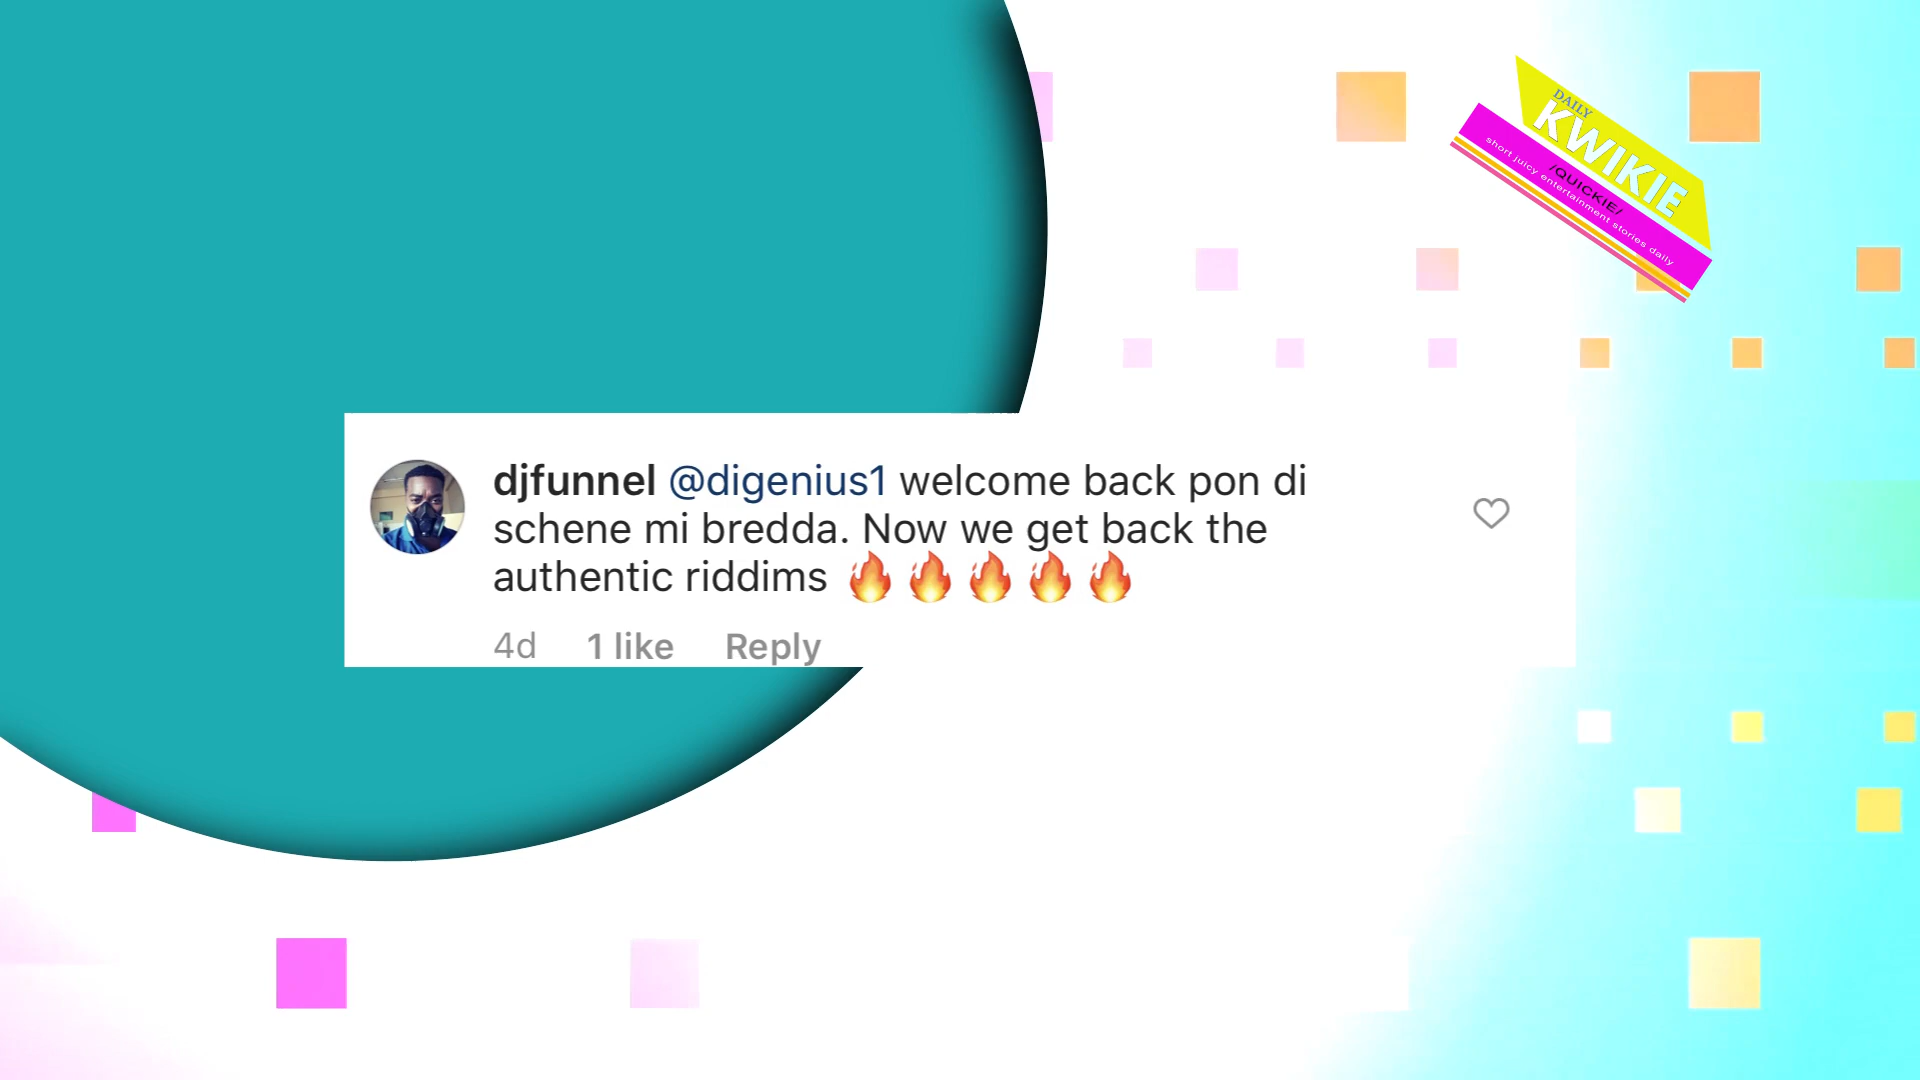 DAILY
KWIKIE
/QUICKIE/
short juicy entertainment stories daily
djfunnel @digenius1 welcome back pon di
schene mi bredda. Now we get back the
authentic riddims 🔥🔥🔥🔥🔥
4d 1 like Reply